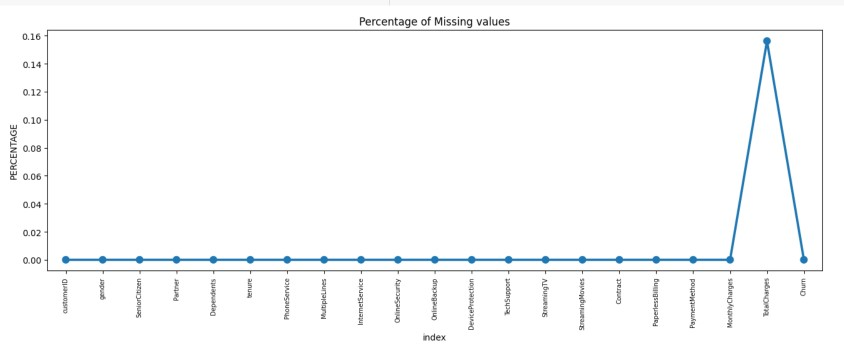 Percentage of Missing values
PERCENTAGE
0.16
0.14
0.12
0.10
0.08
0.06
0.04
0.02
0.00
customerID
gender
SeniorCitizen
Partner
Dependents
tenure
PhoneService
MultipleLines
InternetService
OnlineSecurity
OnlineBackup
DeviceProtection
TechSupport
StreamingTV
StreamingMovies
Contract
PaperlessBilling
PaymentMethod
MonthlyCharges
TotalCharges
Churn
index